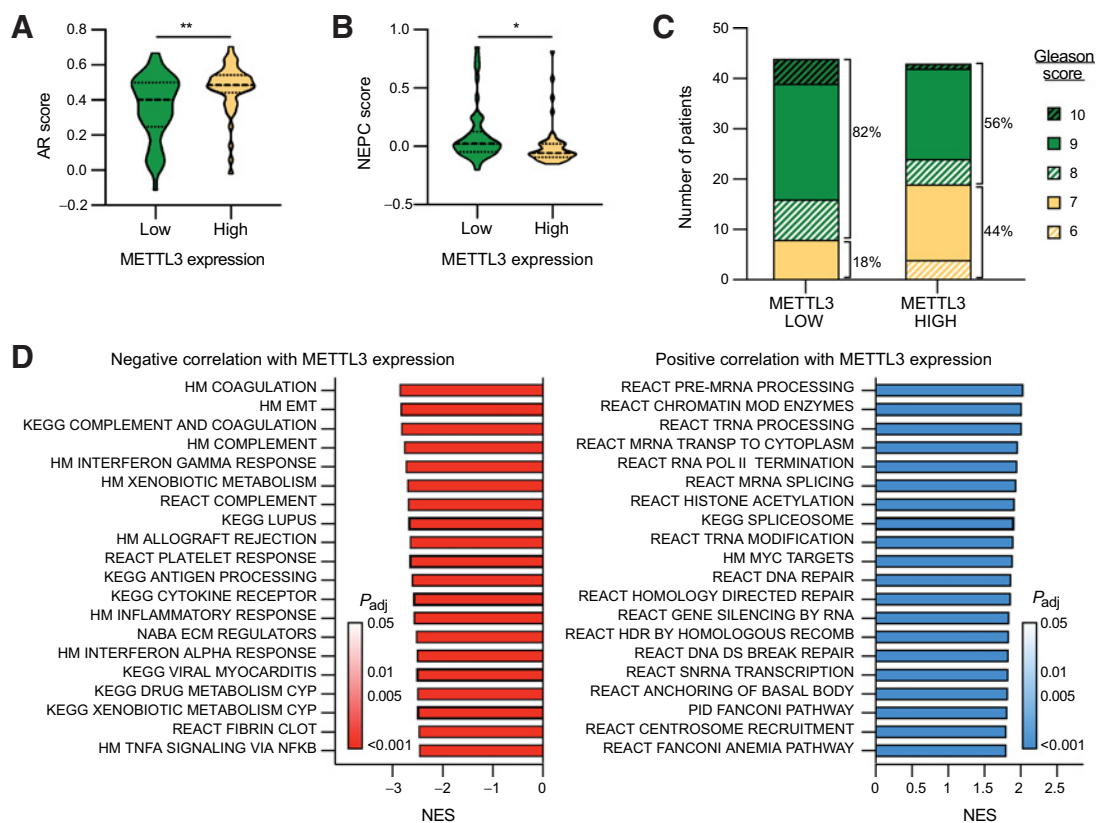 A
0.8
0.6
0.4
0.2
0.0
−0.2
AR score
**
Low
High
METTL3 expression
B
1.0
0.5
0.0
−0.5
NEPC score
*
Low
High
METTL3 expression
C
50
40
30
20
10
0
Number of patients
82%
18%
56%
44%
METTL3
LOW
METTL3
HIGH
Gleason
score
10
9
8
7
6
D
Negative correlation with METTL3 expression
HM COAGULATION
HM EMT
KEGG COMPLEMENT AND COAGULATION
HM COMPLEMENT
HM INTERFERON GAMMA RESPONSE
HM XENOBIOTIC METABOLISM
REACT COMPLEMENT
KEGG LUPUS
HM ALLOGRAFT REJECTION
REACT PLATELET RESPONSE
KEGG ANTIGEN PROCESSING
KEGG CYTOKINE RECEPTOR
HM INFLAMMATORY RESPONSE
NABA ECM REGULATORS
HM INTERFERON ALPHA RESPONSE
KEGG VIRAL MYOCARDITIS
KEGG DRUG METABOLISM CYP
KEGG XENOBIOTIC METABOLISM CYP
REACT FIBRIN CLOT
HM TNFA SIGNALING VIA NFKB
Padj
0.05
0.01
0.005
<0.001
−3
−2
−1
0
NES
Positive correlation with METTL3 expression
REACT PRE-MRNA PROCESSING
REACT CHROMATIN MOD ENZYMES
REACT TRNA PROCESSING
REACT MRNA TRANSP TO CYTOPLASM
REACT RNA POL II TERMINATION
REACT MRNA SPLICING
REACT HISTONE ACETYLATION
KEGG SPLICEOSOME
REACT TRNA MODIFICATION
HM MYC TARGETS
REACT DNA REPAIR
REACT HOMOLOGY DIRECTED REPAIR
REACT GENE SILENCING BY RNA
REACT HDR BY HOMOLOGOUS RECOMB
REACT DNA DS BREAK REPAIR
REACT SNRNA TRANSCRIPTION
REACT ANCHORING OF BASAL BODY
PID FANCONI PATHWAY
REACT CENTROSOME RECRUITMENT
REACT FANCONI ANEMIA PATHWAY
Padj
0.05
0.01
0.005
<0.001
0
0.5
1
1.5
2
2.5
NES